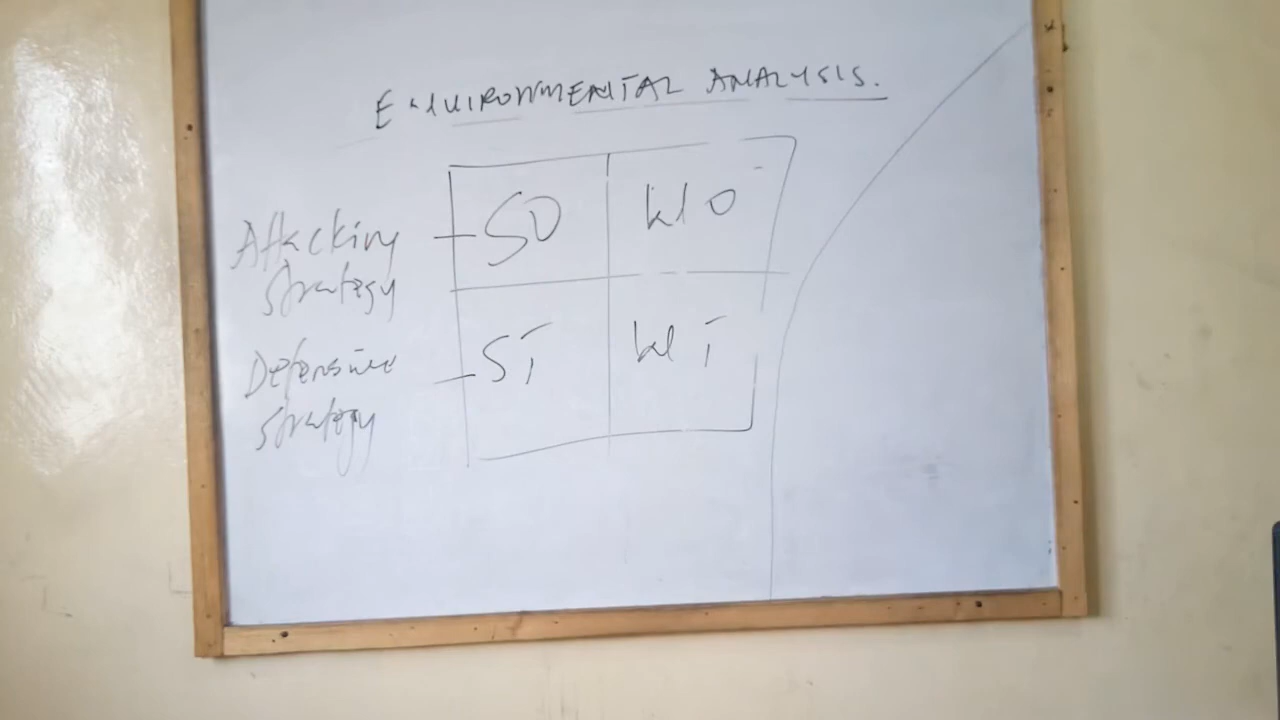 ENVIRONMENTAL ANALYSIS.
Attacking
strategy
SO
WO
Defensive
strategy
ST
WT